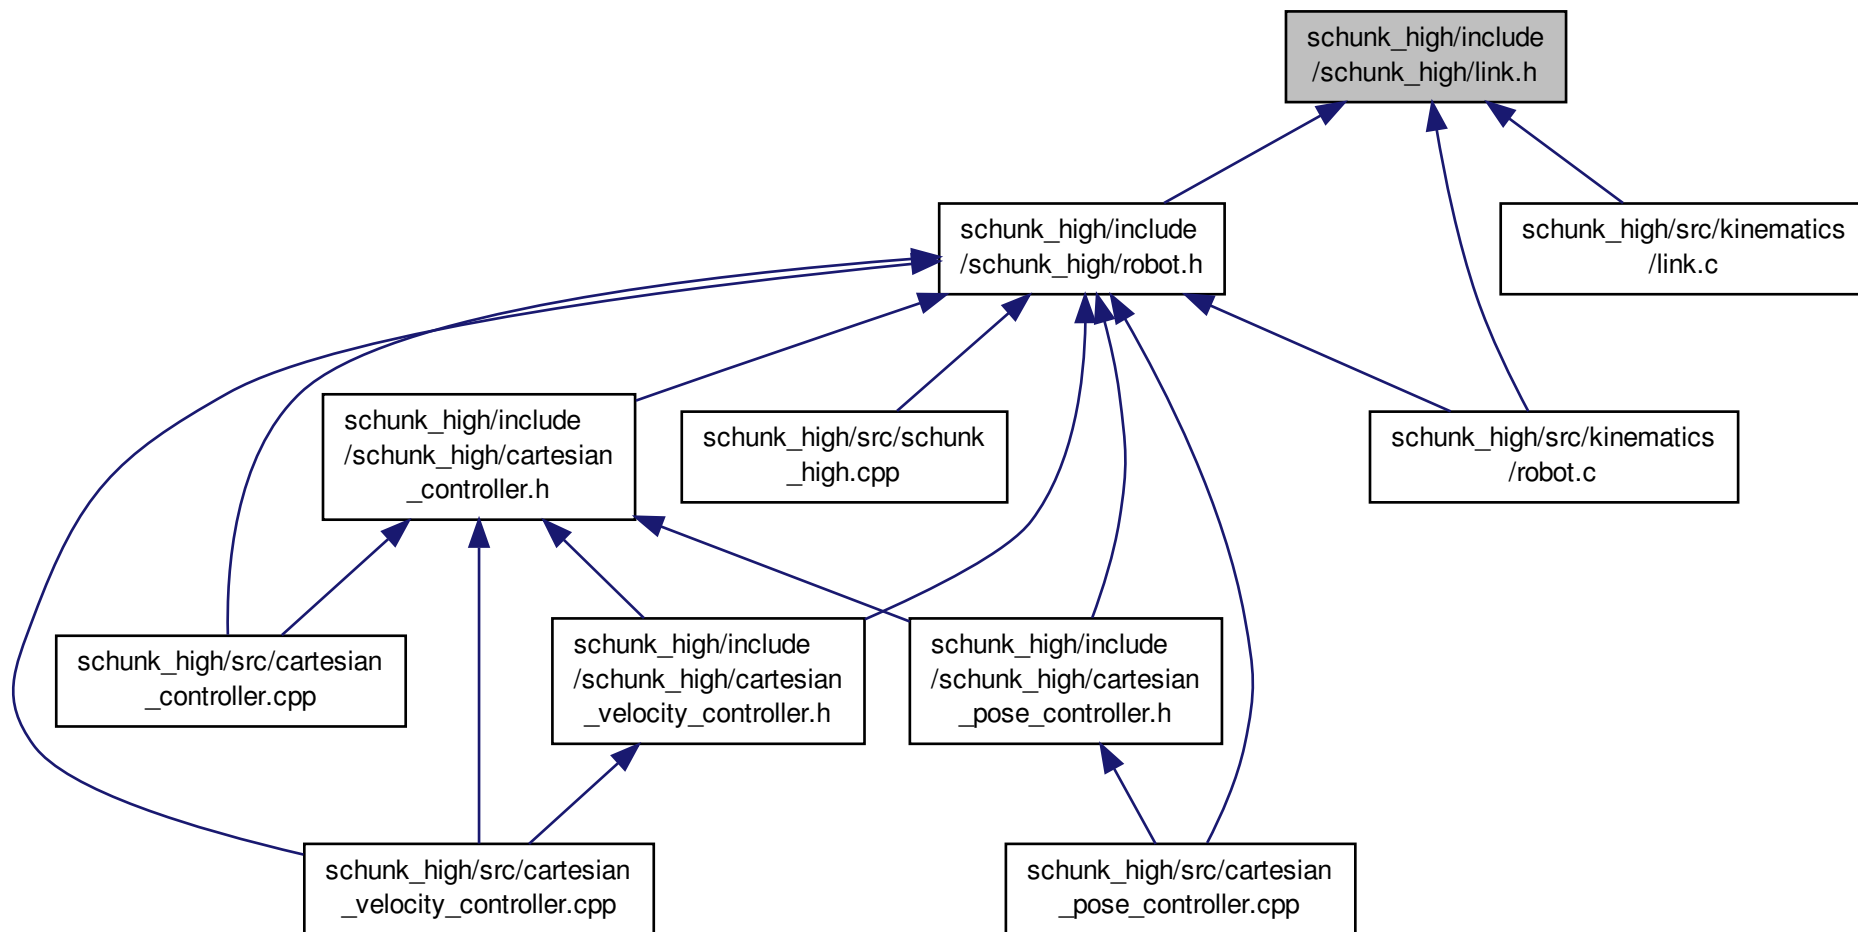 schunk_high/include
/schunk_high/link.h
schunk_high/include
/schunk_high/robot.h
schunk_high/src/kinematics
/link.c
schunk_high/include
/schunk_high/cartesian
_controller.h
schunk_high/src/schunk
_high.cpp
schunk_high/src/kinematics
/robot.c
schunk_high/src/cartesian
_controller.cpp
schunk_high/include
/schunk_high/cartesian
_velocity_controller.h
schunk_high/include
/schunk_high/cartesian
_pose_controller.h
schunk_high/src/cartesian
_velocity_controller.cpp
schunk_high/src/cartesian
_pose_controller.cpp